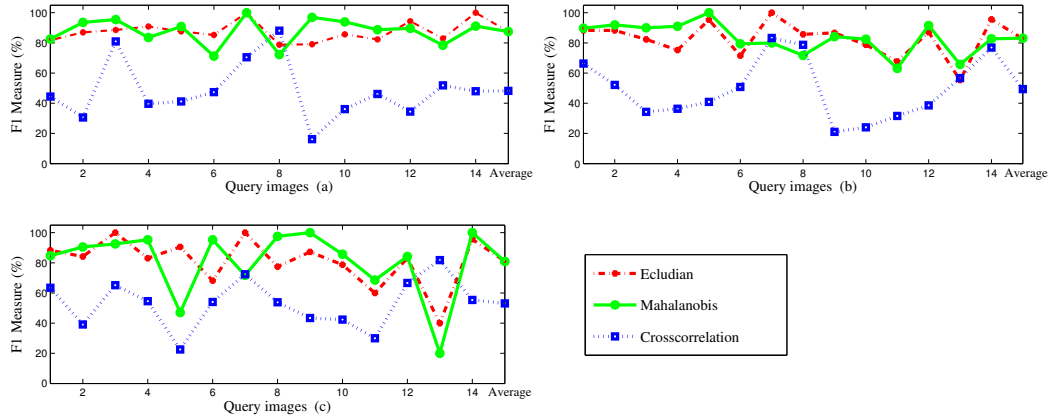 100
80
60
40
20
0
F1 Measure (%)
2 4 6 8 10 12 14 Average
Query images (a)
100
80
60
40
20
0
F1 Measure (%)
2 4 6 8 10 12 14 Average
Query images (b)
100
80
60
40
20
0
F1 Measure (%)
2 4 6 8 10 12 14 Average
Query images (c)
Ecludian
Mahalanobis
Crosscorrelation